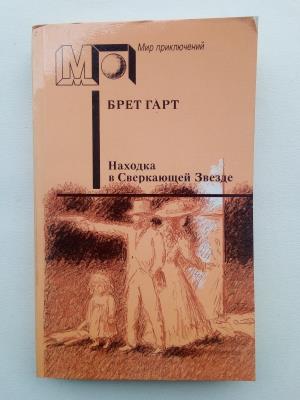 МП
Мир приключений
БРЕТ ГАРТ
Находка
в Сверкающей Звезде